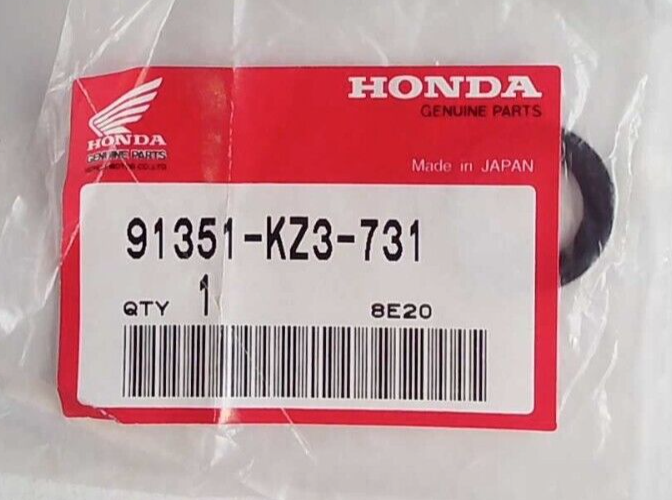 HONDA
GENUINE PARTS
Made in JAPAN
HONDA
GENUINE PARTS
91351-KZ3-731
QTY 1 8E20